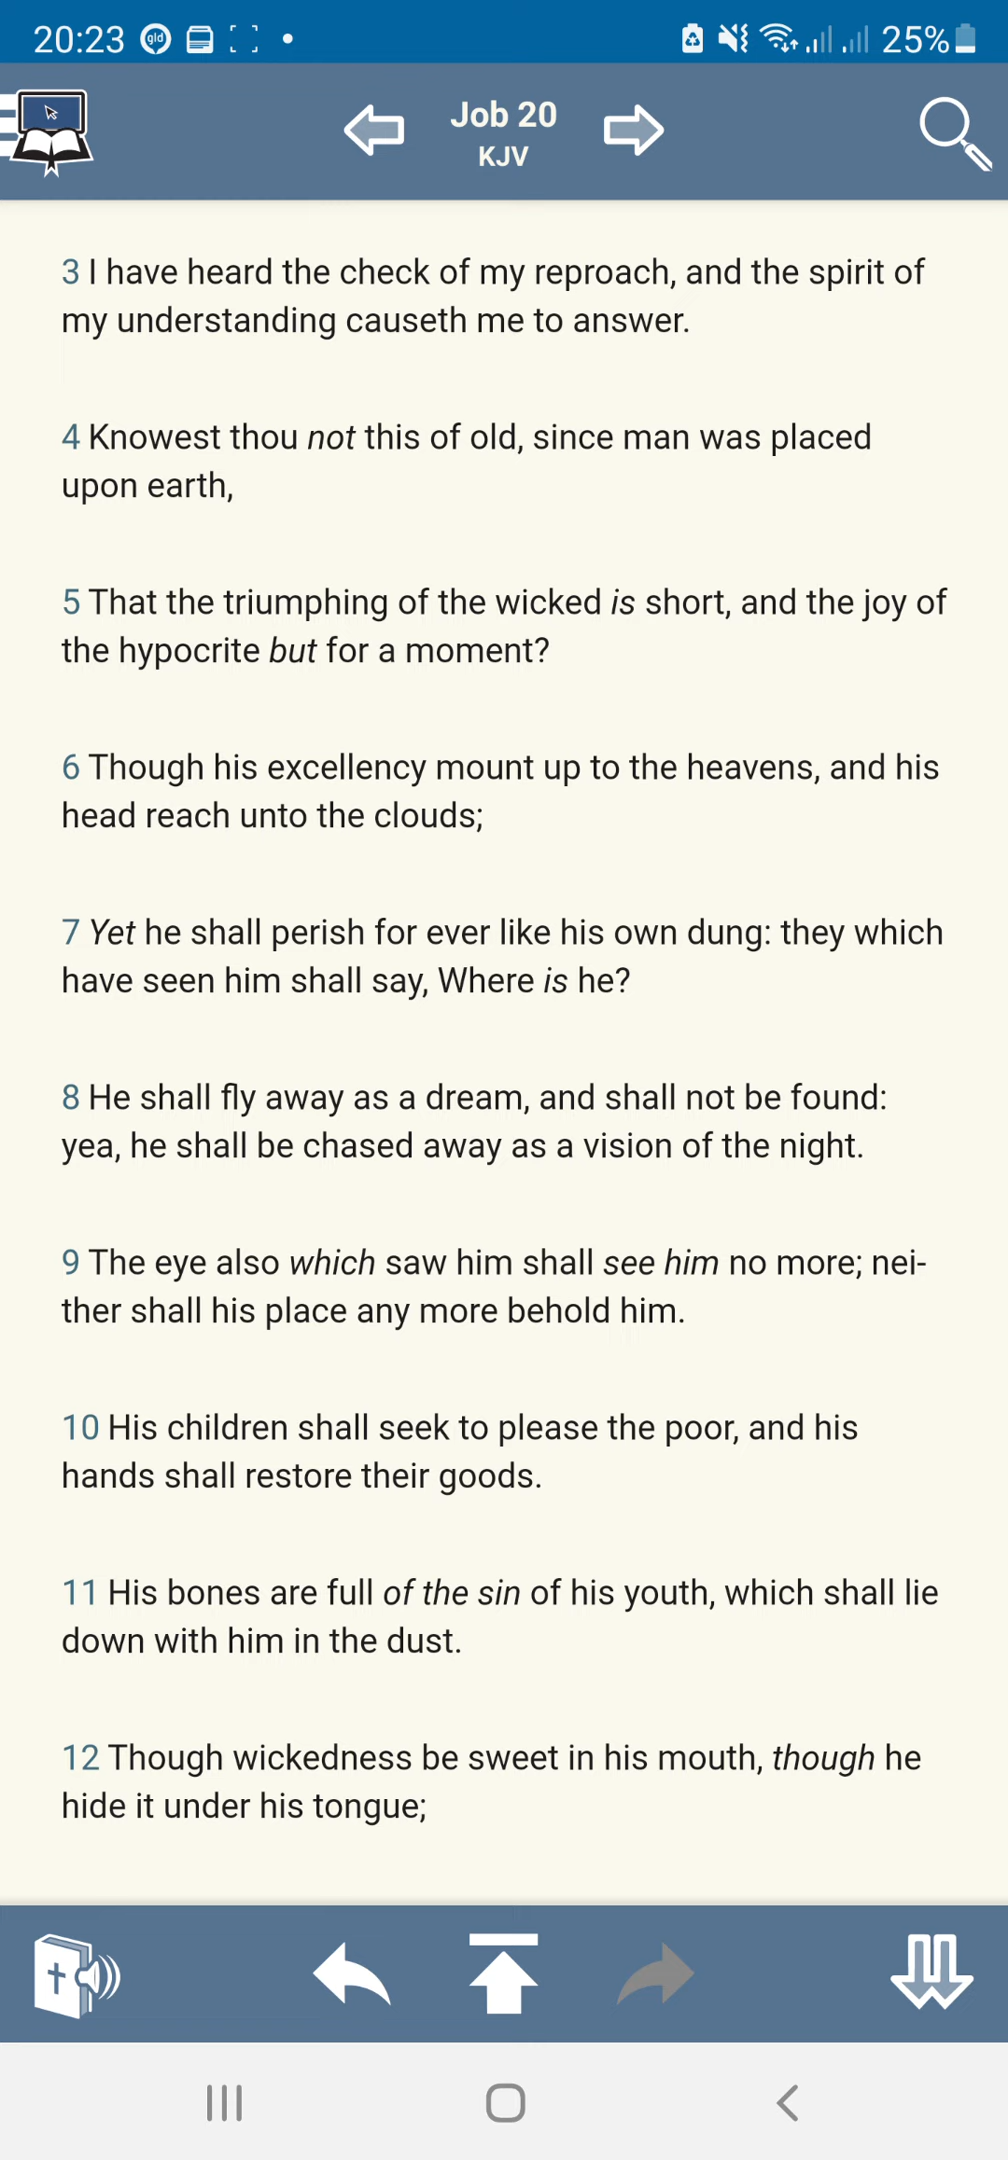 20:23 gld 25%
Job 20
KJV
3 I have heard the check of my reproach, and the spirit of
my understanding causeth me to answer.
4 Knowest thou not this of old, since man was placed
upon earth,
5 That the triumphing of the wicked is short, and the joy of
the hypocrite but for a moment?
6 Though his excellency mount up to the heavens, and his
head reach unto the clouds;
7 Yet he shall perish for ever like his own dung: they which
have seen him shall say, Where is he?
8 He shall fly away as a dream, and shall not be found:
yea, he shall be chased away as a vision of the night.
9 The eye also which saw him shall see him no more; nei-
ther shall his place any more behold him.
10 His children shall seek to please the poor, and his
hands shall restore their goods.
11 His bones are full of the sin of his youth, which shall lie
down with him in the dust.
12 Though wickedness be sweet in his mouth, though he
hide it under his tongue;